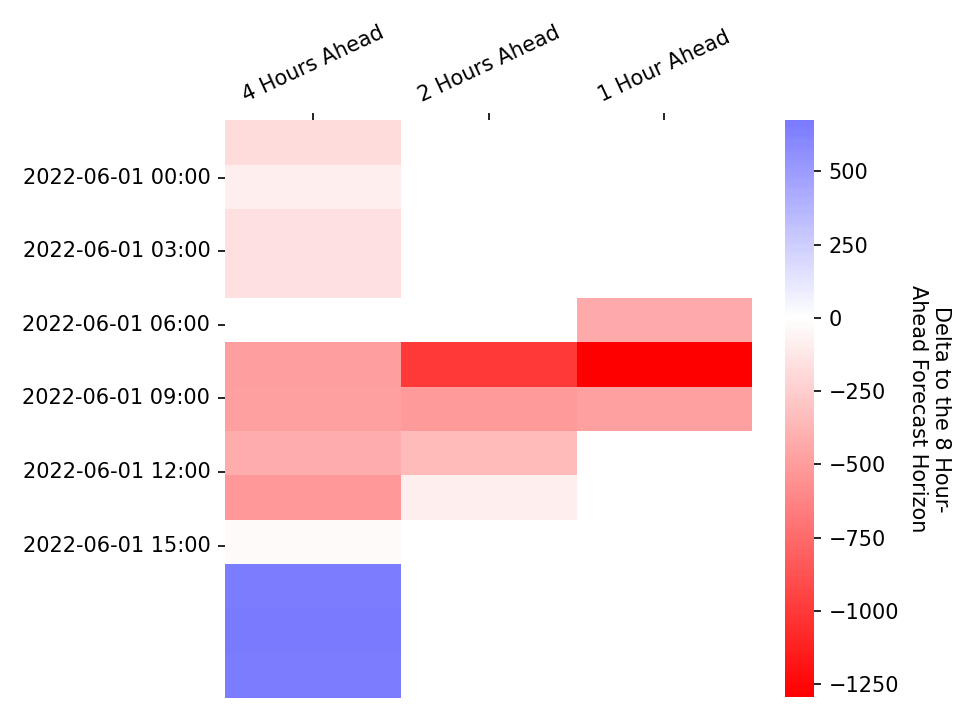 4 Hours Ahead
2 Hours Ahead
1 Hour Ahead
2022-06-01 00:00
2022-06-01 03:00
2022-06-01 06:00
2022-06-01 09:00
2022-06-01 12:00
2022-06-01 15:00
500
250
0
−250
−500
−750
−1000
−1250
Delta to the 8 Hour-
Ahead Forecast Horizon